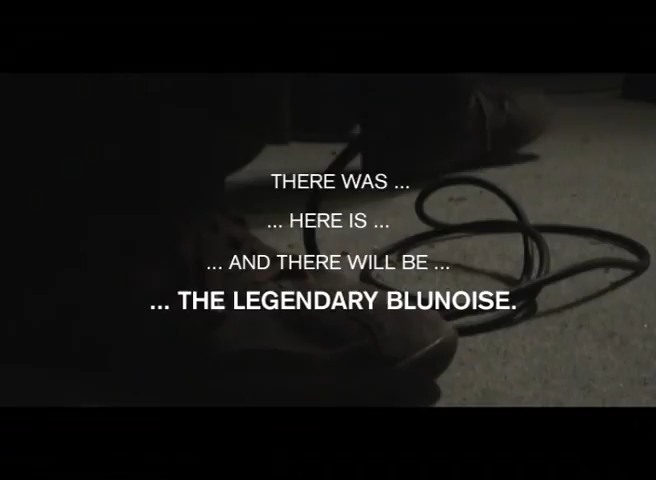 THERE WAS ...
... HERE IS ...
... AND THERE WILL BE ...
... THE LEGENDARY BLUNOISE.